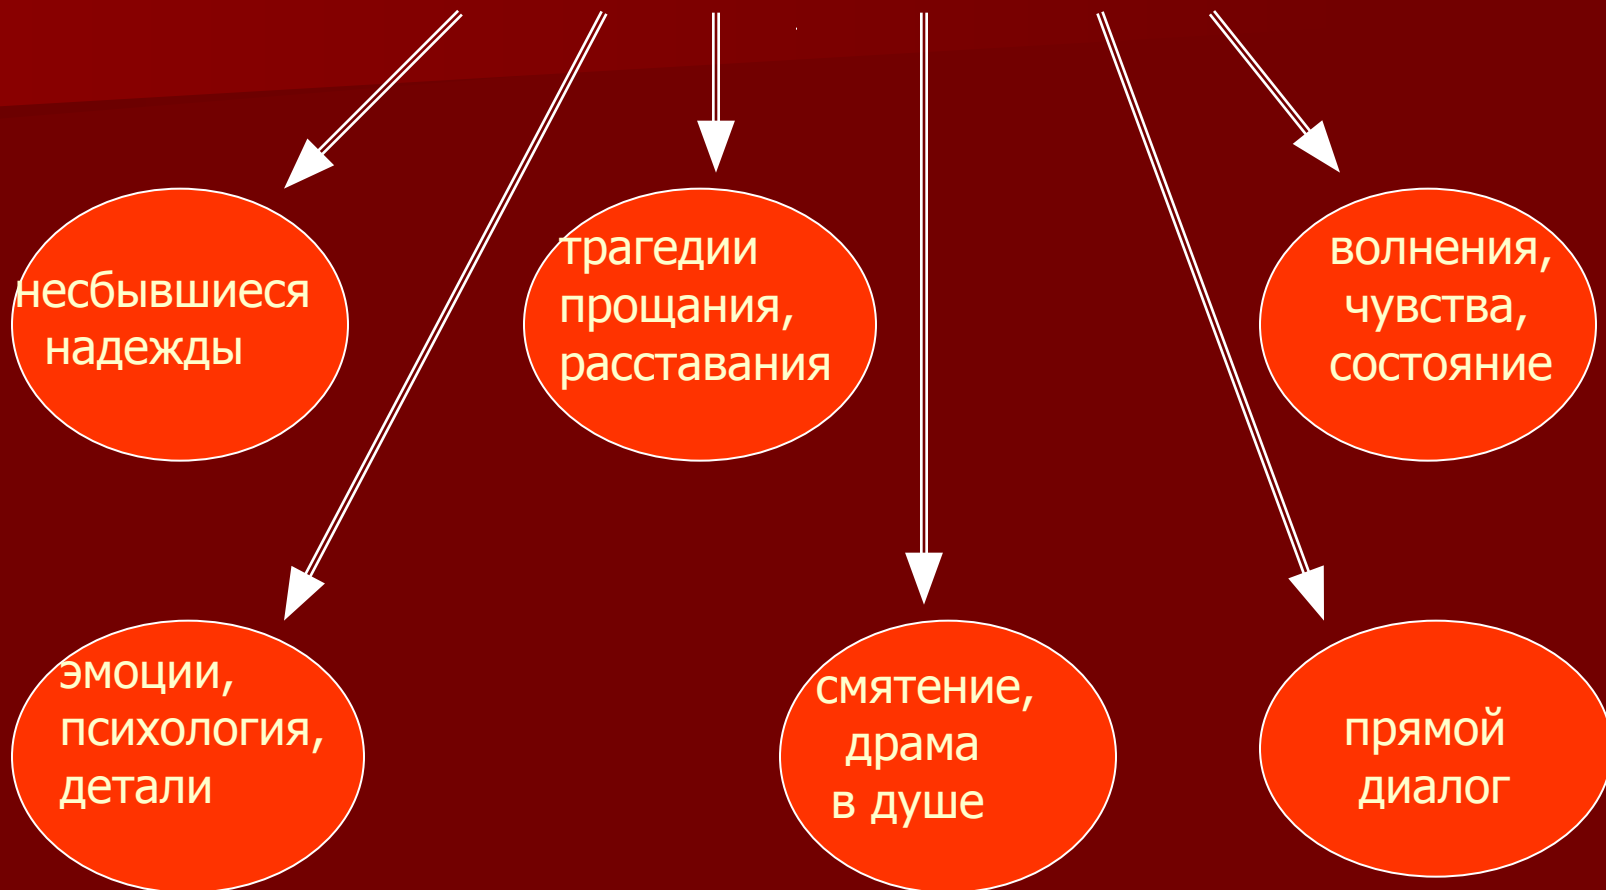 несбывшиеся
надежды
трагедии
прощания,
расставания
волнения,
чувства,
состояние
эмоции,
психология,
детали
смятение,
драма
в душе
прямой
диалог